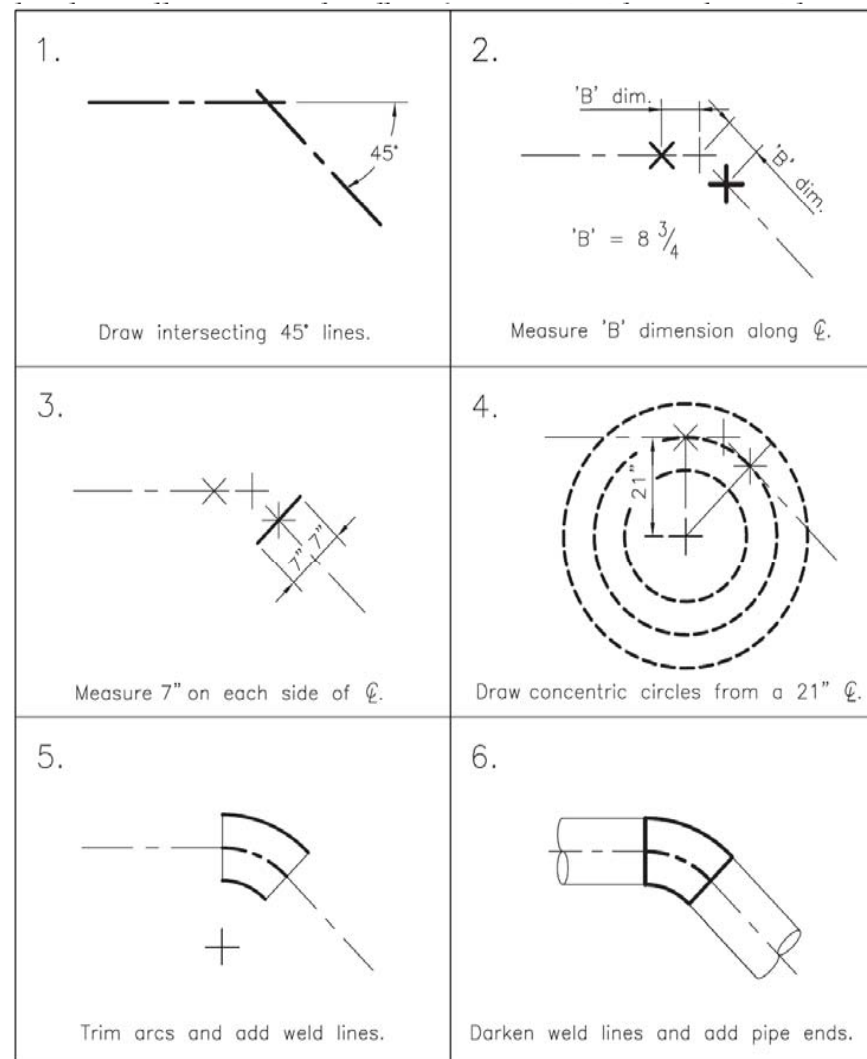 1.
45°
Draw intersecting 45° lines.
2.
'B' dim.
'B' dim.
'B' = 8 3/4
Measure 'B' dimension along ℄.
3.
7" 7"
Measure 7" on each side of ℄.
4.
21"
Draw concentric circles from a 21" ℄.
5.
Trim arcs and add weld lines.
6.
Darken weld lines and add pipe ends.